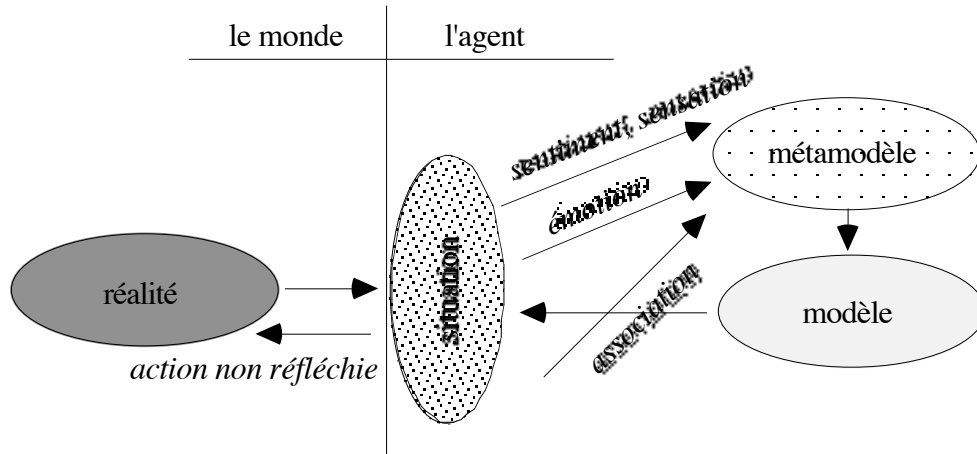 le monde
l'agent
sentiment, sensation
métamodèle
émotion
situation
réalité
association
modèle
action non réfléchie